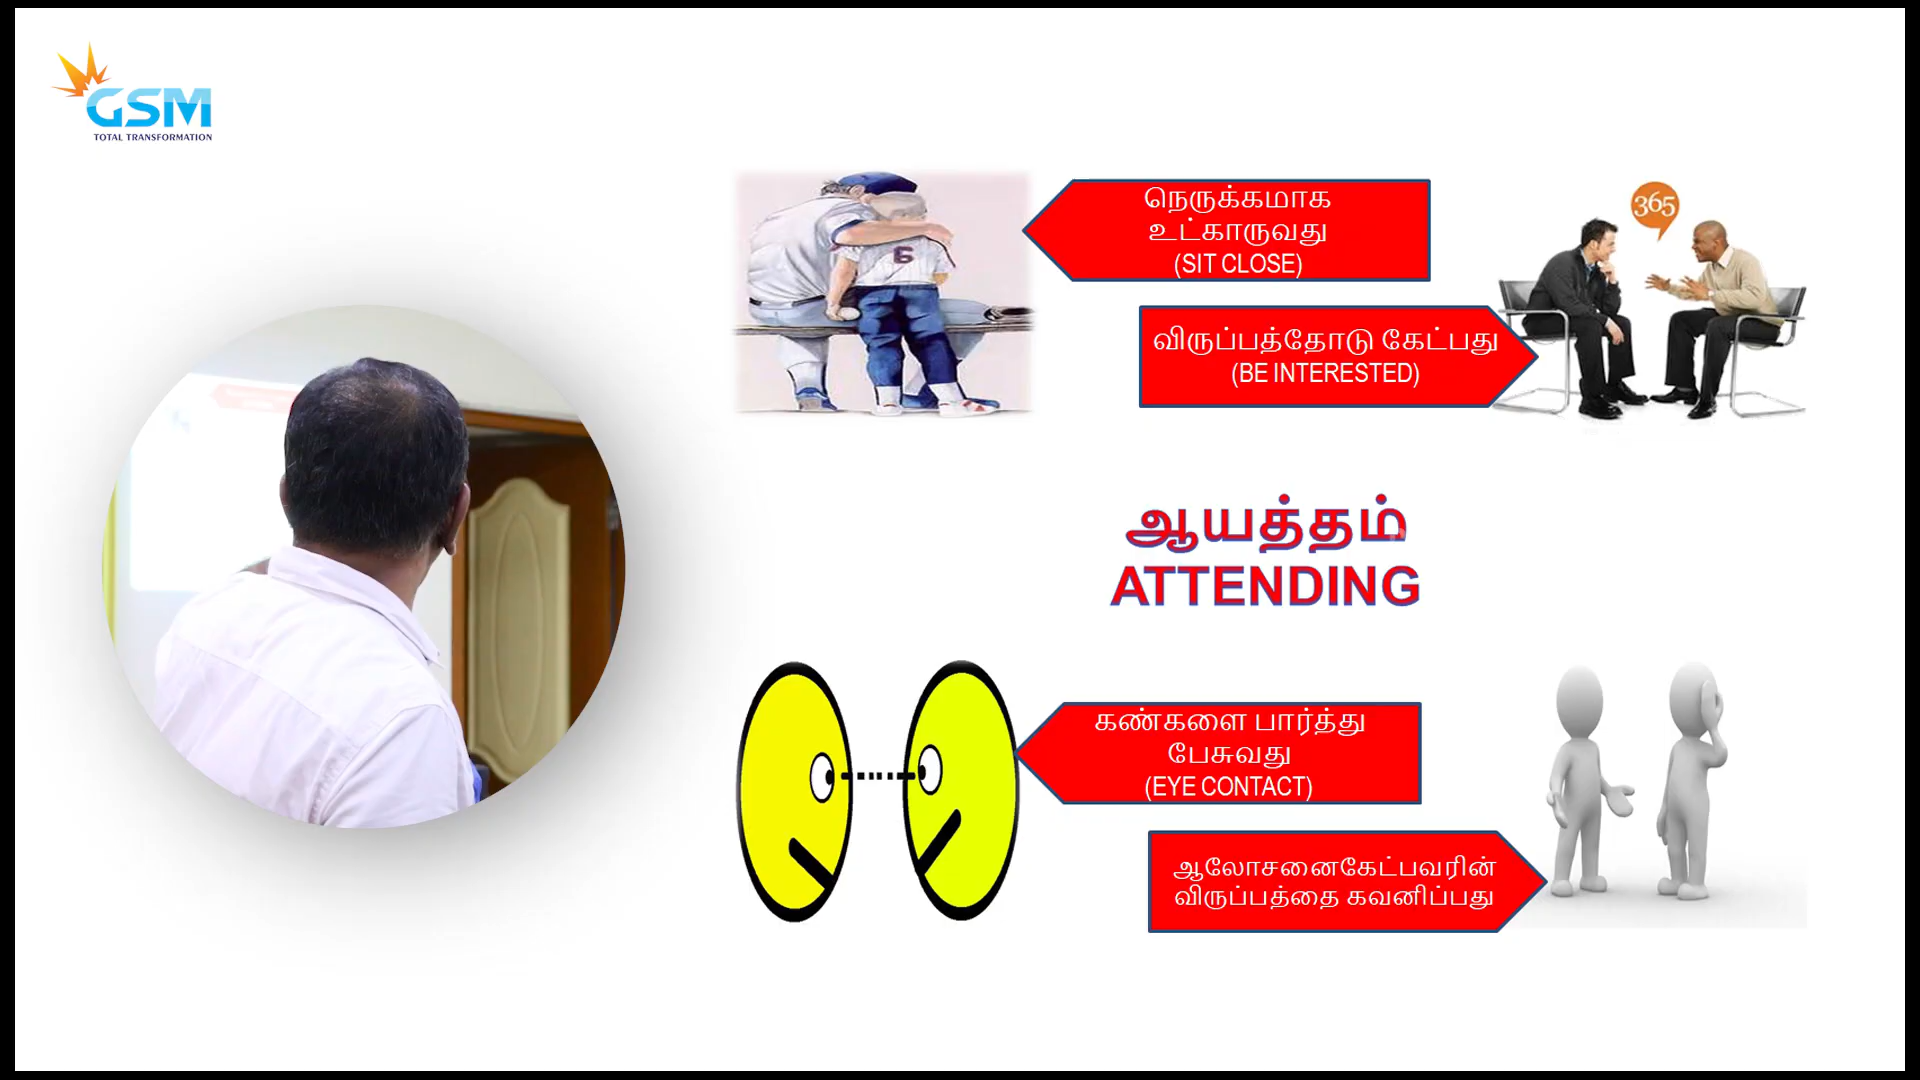 GSM
TOTAL TRANSFORMATION
நெருக்கமாக
உட்காருவது
(SIT CLOSE)
365
6
விருப்பத்தோடு கேட்பது
(BE INTERESTED)
ஆயத்தம்
ATTENDING
கண்களை பார்த்து
பேசுவது
(EYE CONTACT)
ஆலோசனைகேட்பவரின்
விருப்பத்தை கவனிப்பது